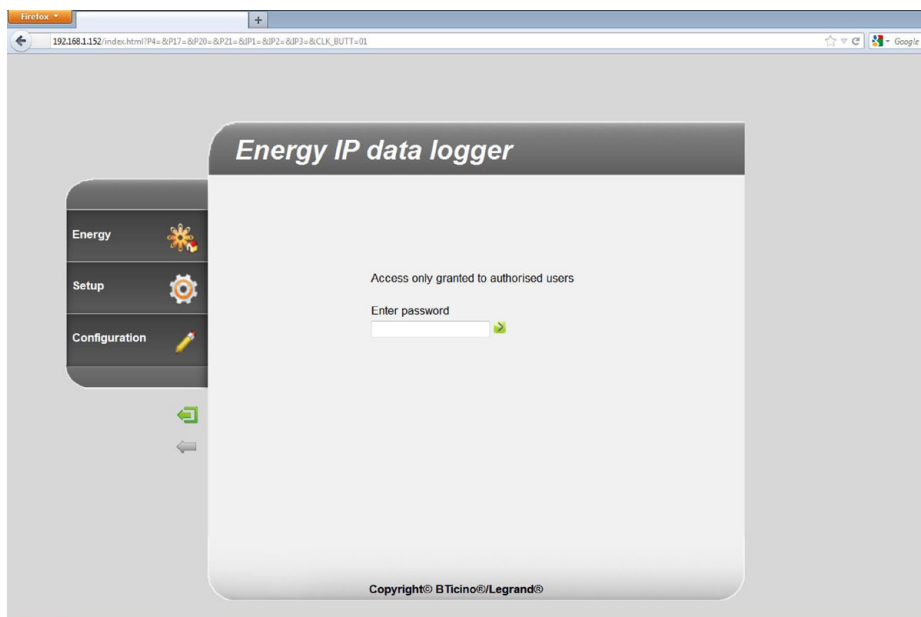 Firefox
+
192.168.1.152/index.html?P4=&P17=&P20=&P21=&IP1=&IP2=&IP3=&CLK_BUTT=01
Google
Energy IP data logger
Energy
Setup
Configuration
Access only granted to authorised users
Enter password
Copyright© BTicino®/Legrand®